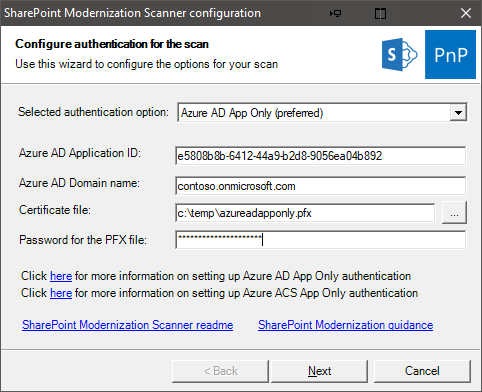 SharePoint Modernization Scanner configuration
Configure authentication for the scan
Use this wizard to configure the options for your scan
S
PnP
Selected authentication option: Azure AD App Only (preferred)
Azure AD Application ID: e5808b8b-6412-44a9-b2d8-9056ea04b892
Azure AD Domain name: contoso.onmicrosoft.com
Certificate file: c:\temp\azureadapponly.pfx ...
Password for the PFX file: *********************
Click here for more information on setting up Azure AD App Only authentication
Click here for more information on setting up Azure ACS App Only authentication
SharePoint Modernization Scanner readme SharePoint Modernization guidance
< Back Next Cancel